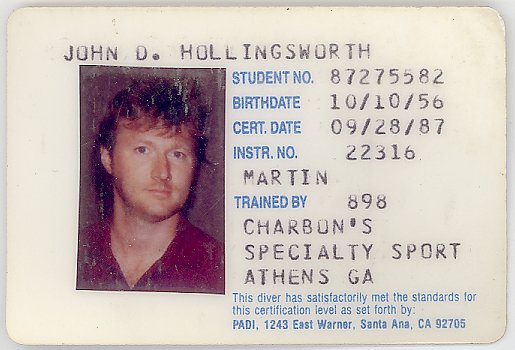 JOHN D. HOLLINGSWORTH
STUDENT NO. 87275582
BIRTHDATE 10/10/56
CERT. DATE 09/28/87
INSTR. NO. 22316
MARTIN
TRAINED BY 898
CHARBON'S
SPECIALTY SPORT
ATHENS GA
This diver has satisfactorily met the standards for
this certification level as set forth by:
PADI, 1243 East Warner, Santa Ana, CA 92705